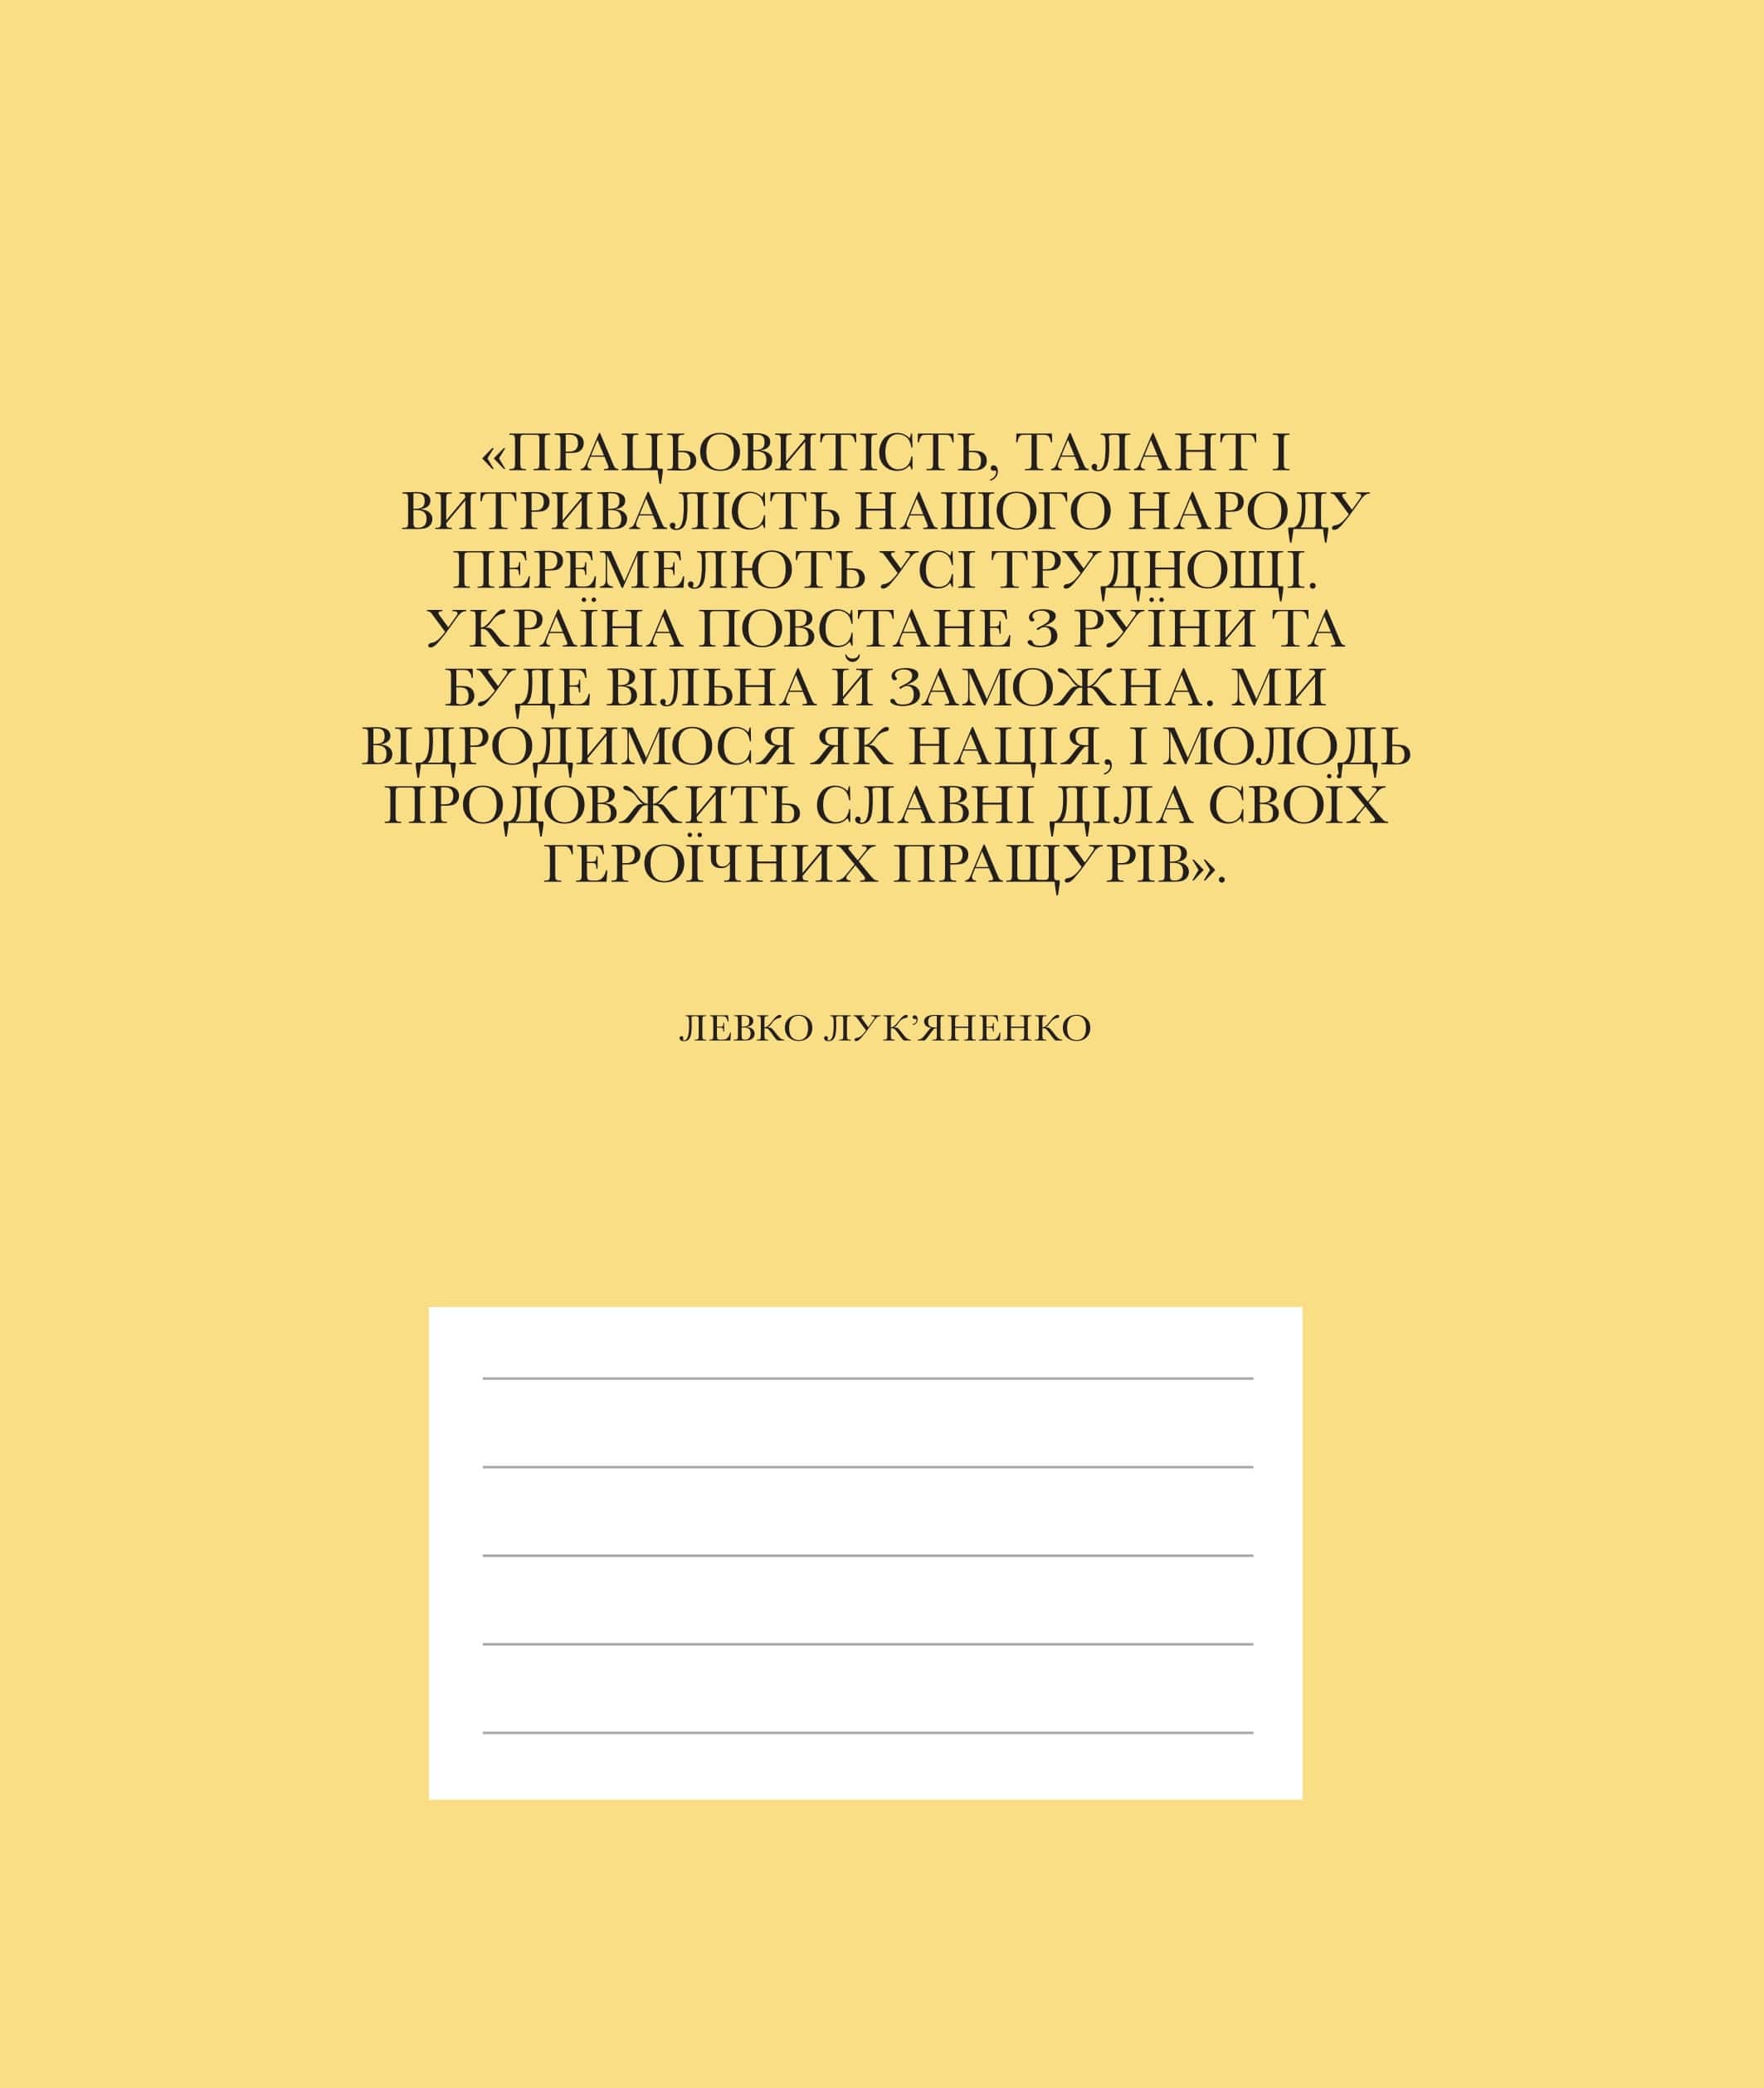 «ПРАЦЬОВИТІСТЬ, ТАЛАНТ І
ВИТРИВАЛІСТЬ НАШОГО НАРОДУ
ПЕРЕМЕЛЮТЬ УСІ ТРУДНОЩІ.
УКРАЇНА ПОВСТАНЕ З РУЇНИ ТА
БУДЕ ВІЛЬНА Й ЗАМОЖНА. МИ
ВІДРОДИМОСЯ ЯК НАЦІЯ, І МОЛОДЬ
ПРОДОВЖИТЬ СЛАВНІ ДІЛА СВОЇХ
ГЕРОЇЧНИХ ПРАЩУРІВ».
ЛЕВКО ЛУК’ЯНЕНКО